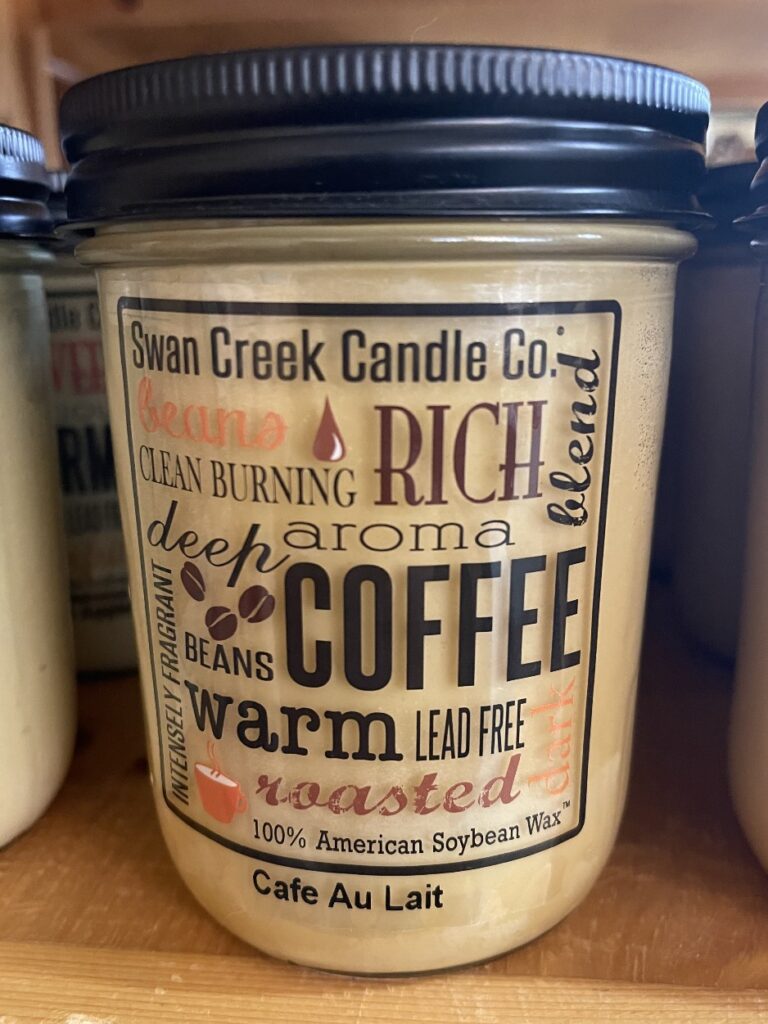 Swan Creek Candle Co.
beans
RICH
blend
CLEAN BURNING
deep
aroma
INTENSELY FRAGRANT
BEANS
COFFEE
warm
LEAD FREE
dark
roasted
100% American Soybean Wax™
Cafe Au Lait